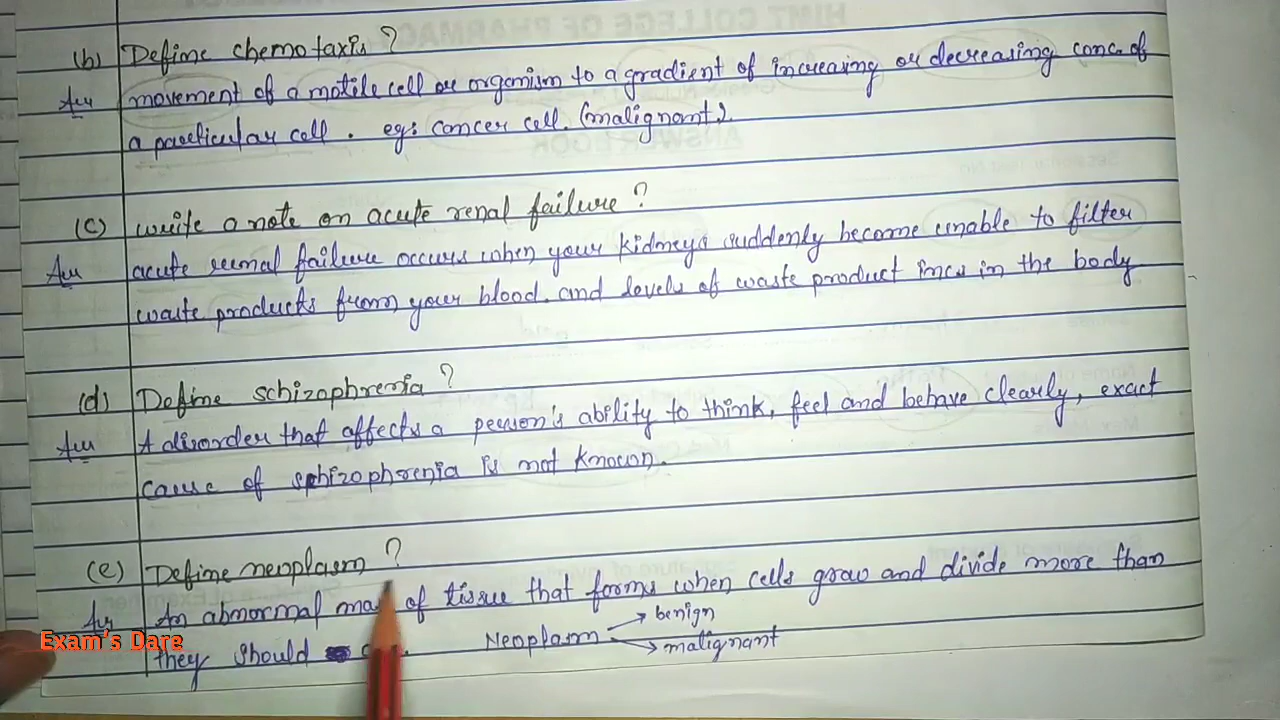 (b) Define chemotaxis ?
Ans movement of a motile cell or organism to a gradient of increasing or decreasing conc. of
a particular cell. eg: cancer cell. (malignant).
(c) write a note on acute renal failure ?
Ans acute reenal failure occurs when your kidneys suddenly become unable to filter
waste products from your blood. and levels of waste product incs in the body
(d) Define schizophrenia ?
Ans A disorder that affects a person's ability to think, feel and behave clearly, exact
cause of schizophrenia is not known.
(e) Define neoplasm ?
Ans An abnormal mass of tissue that forms when cells grow and divide more than
benign
they should Neoplasm
malignant
Exam's Dare